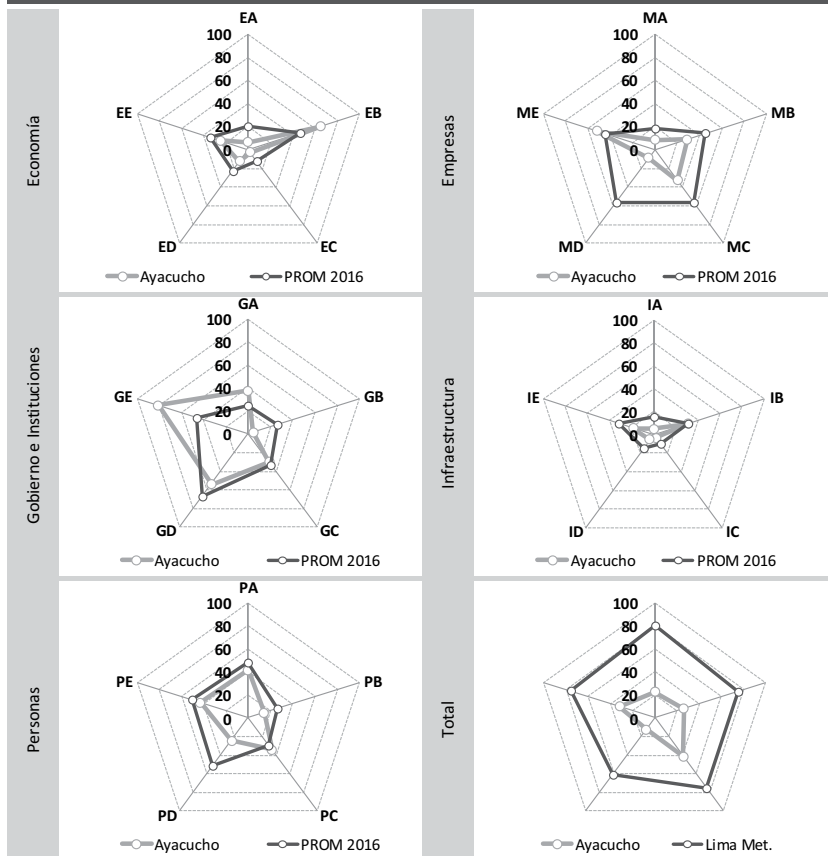 Economía
EA
100
80
60
40
20
0
EB
EC
ED
EE
Ayacucho PROM 2016
Empresas
MA
100
80
60
40
20
0
MB
MC
MD
ME
Ayacucho PROM 2016
Gobierno e Instituciones
GA
100
80
60
40
20
0
GB
GC
GD
GE
Ayacucho PROM 2016
Infraestructura
IA
100
80
60
40
20
0
IB
IC
ID
IE
Ayacucho PROM 2016
Personas
PA
100
80
60
40
20
0
PB
PC
PD
PE
Ayacucho PROM 2016
Total
100
80
60
40
20
0
Ayacucho Lima Met.